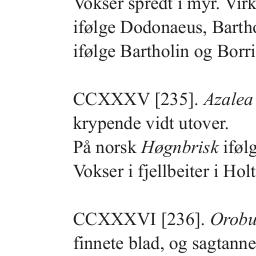 Vokser spredt i myr. Virk
ifølge Dodonaeus, Bartho
ifølge Bartholin og Borri
CCXXXV [235]. Azalea
krypende vidt utover.
På norsk Høgnbrisk ifølg
Vokser i fjellbeiter i Holt
CCXXXVI [236]. Orobu
finnete blad, og sagtanne